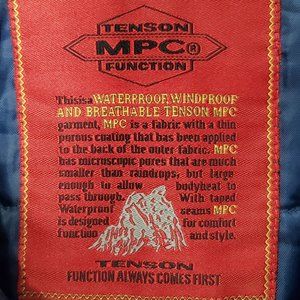 TENSON
MPC®
FUNCTION
This is a WATERPROOF, WINDPROOF
AND BREATHABLE TENSON MPC
garment, MPC is a fabric with a thin
porous coating that has been applied
to the back of the outer fabric. MPC
has microscopic pores that are much
smaller than raindrops, but large
enough to allow bodyheat to
pass through. With taped
Waterproof seams MPC
is designed for comfort
function and style.
TENSON
FUNCTION ALWAYS COMES FIRST